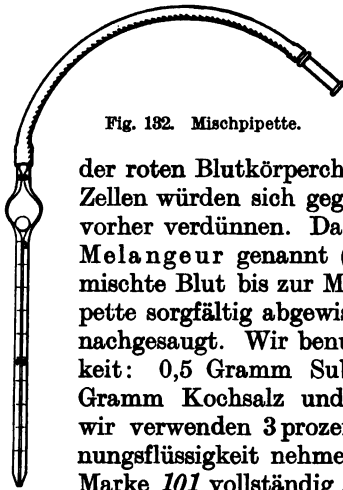 Fig. 132. Mischpipette.
der roten Blutkörperch
Zellen würden sich geg
vorher verdünnen. Da
Melangeur genannt (
mischte Blut bis zur M
pette sorgfältig abgewis
nachgesaugt. Wir benu
keit: 0,5 Gramm Sul
Gramm Kochsalz und
wir verwenden 3 prozen
nungsflüssigkeit nehme
Marke 101 vollständig